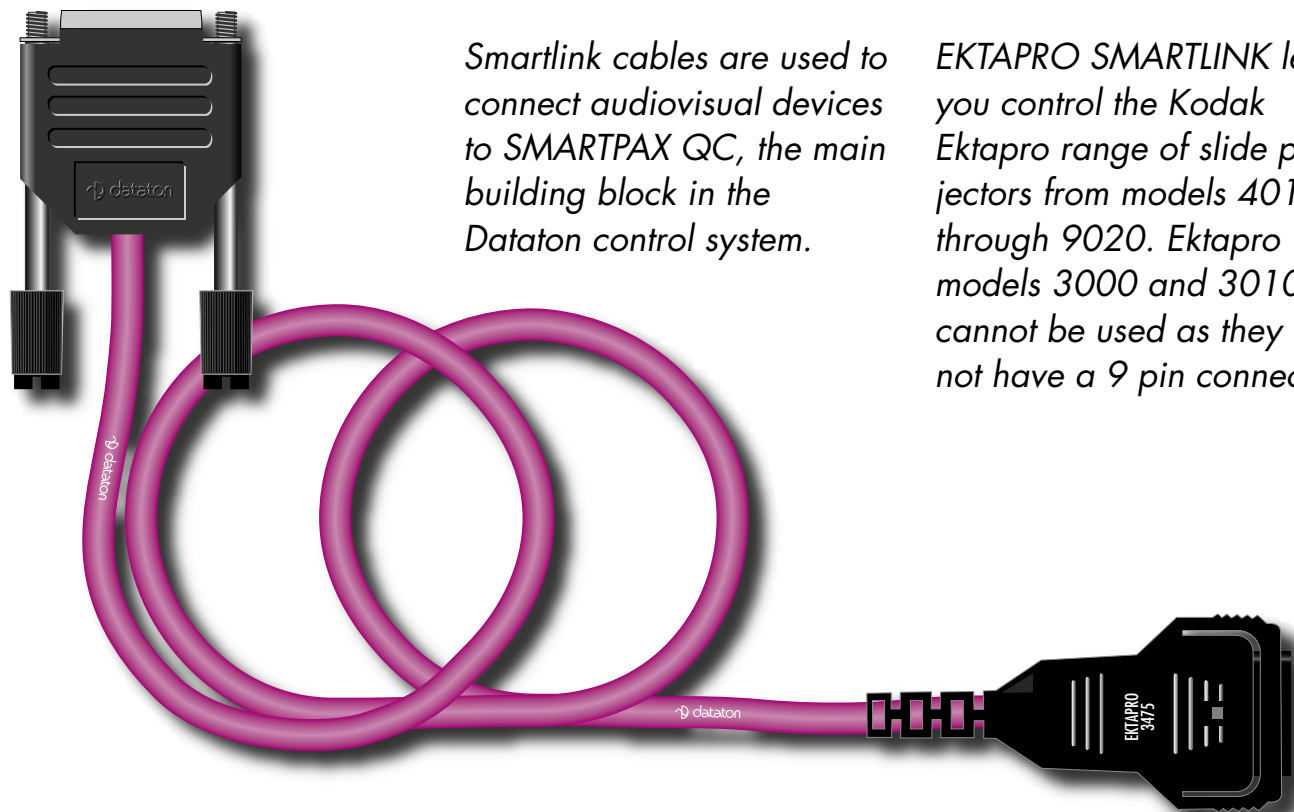 Smartlink cables are used to
connect audiovisual devices
to SMARTPAX QC, the main
building block in the
Dataton control system.
EKTAPRO SMARTLINK le
you control the Kodak
Ektapro range of slide p
jectors from models 401
through 9020. Ektapro
models 3000 and 3010
cannot be used as they
not have a 9 pin connec
dataton
dataton
dataton
EKTAPRO
3475